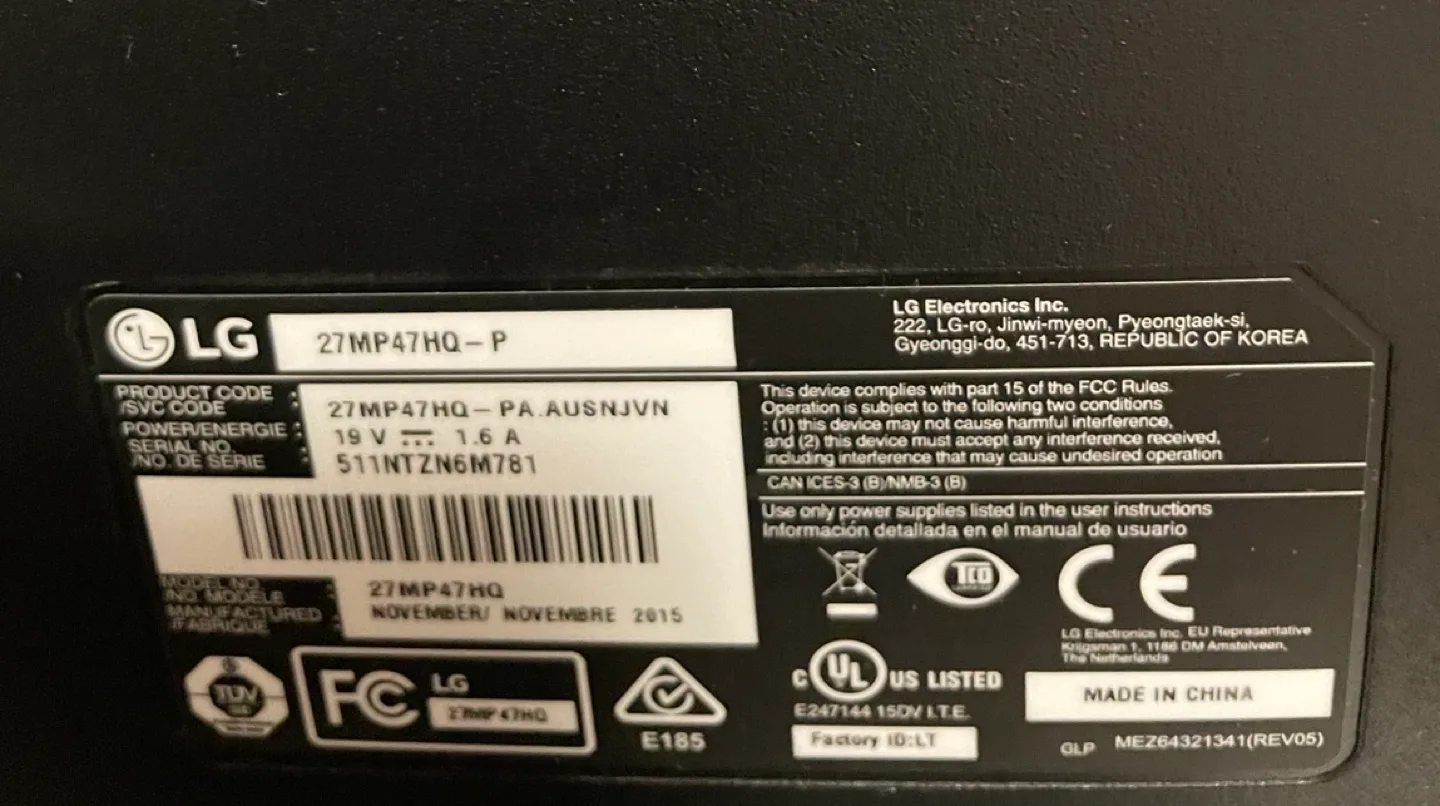 LG 27MP47HQ-P
LG Electronics Inc.
222, LG-ro, Jinwi-myeon, Pyeongtaek-si,
Gyeonggi-do, 451-713, REPUBLIC OF KOREA
PRODUCT CODE
/SVC CODE : 27MP47HQ-PA.AUSNJVN
POWER/ENERGIE : 19 V ⎓ 1.6 A
SERIAL NO.
/NO. DE SERIE : 511NTZN6M781
MODEL NO.
/NO. MODELE : 27MP47HQ
MANUFACTURED
/FABRIQUE : NOVEMBER/ NOVEMBRE 2015
This device complies with part 15 of the FCC Rules.
Operation is subject to the following two conditions
: (1) this device may not cause harmful interference,
and (2) this device must accept any interference received,
including interference that may cause undesired operation
CAN ICES-3 (B)/NMB-3 (B)
Use only power supplies listed in the user instructions
Información detallada en el manual de usuario
TCO
CE
LG Electronics Inc. EU Representative
Krijgsman 1, 1186 DM Amstelveen,
The Netherlands
TUV
FC LG
27MP47HQ
E185
C UL US LISTED
E247144 15DV I.T.E.
Factory ID:LT
MADE IN CHINA
GLP MEZ64321341(REV05)